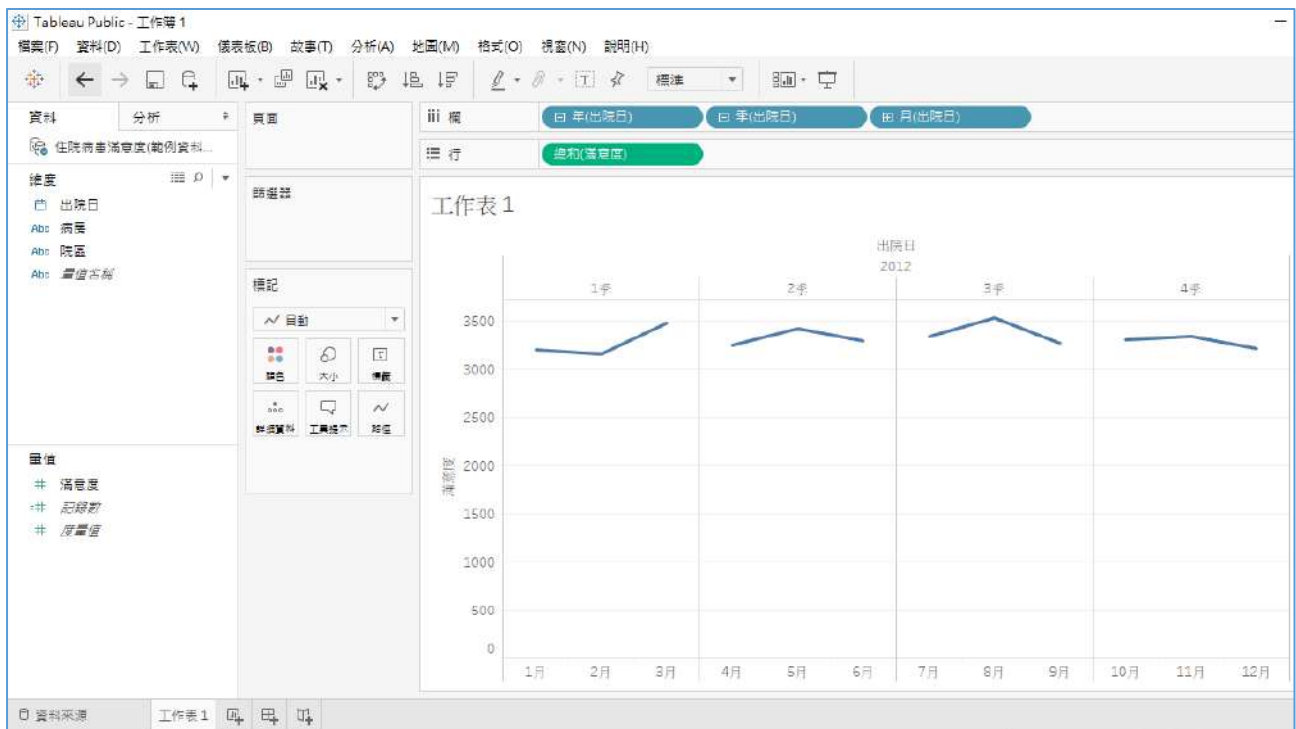 Tableau Public - 工作簿 1
檔案(F) 資料(D) 工作表(W) 儀表板(B) 故事(T) 分析(A) 地圖(M) 格式(O) 視窗(N) 說明(H)
標準
資料 分析
住院病患滿意度(範例資料...
維度
出院日
Abc 病房
Abc 院區
Abc 量值名稱
量值
滿意度
記錄數
度量值
頁面
篩選器
標記
自動
顏色 大小 標籤
詳細資料 工具提示 路徑
欄 年(出院日) 季(出院日) 月(出院日)
行 總和(滿意度)
工作表 1
出院日
2012
1季 2季 3季 4季
滿意度
3500
3000
2500
2000
1500
1000
500
0
1月 2月 3月 4月 5月 6月 7月 8月 9月 10月 11月 12月
資料來源 工作表 1